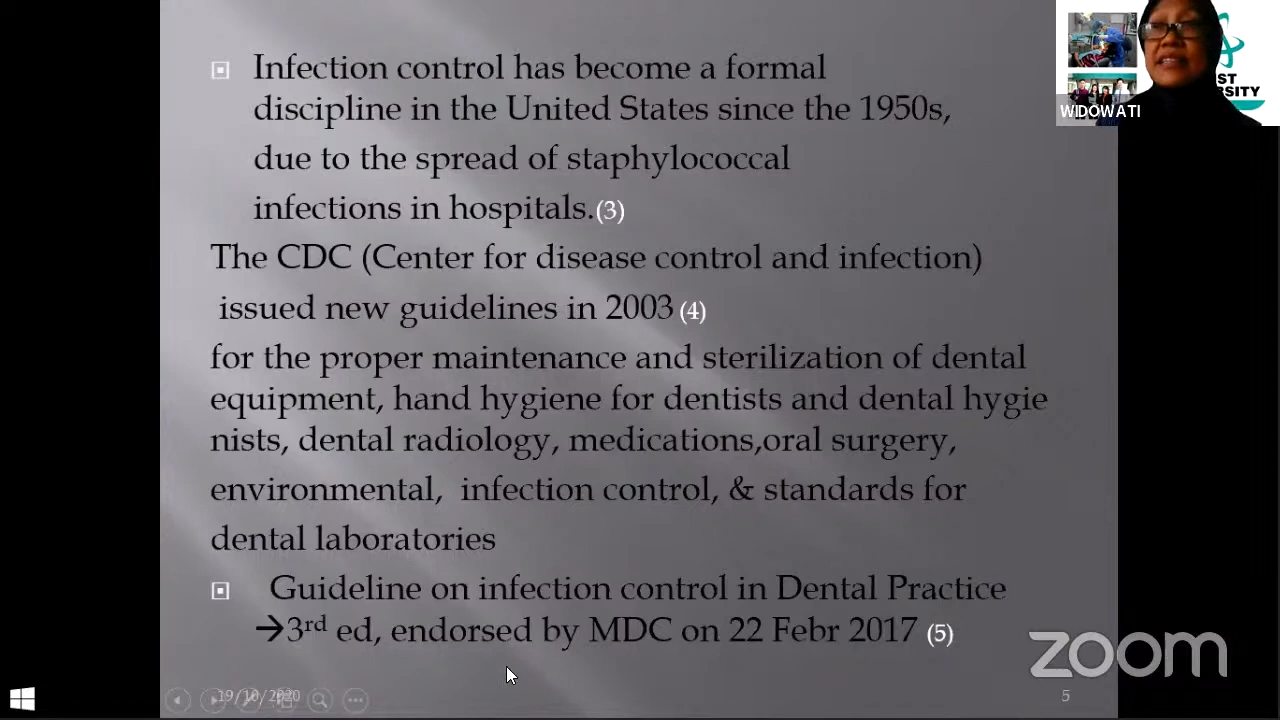 Infection control has become a formal
discipline in the United States since the 1950s,
due to the spread of staphylococcal
infections in hospitals.(3)
The CDC (Center for disease control and infection)
issued new guidelines in 2003 (4)
for the proper maintenance and sterilization of dental
equipment, hand hygiene for dentists and dental hygie
nists, dental radiology, medications,oral surgery,
environmental, infection control, & standards for
dental laboratories
Guideline on infection control in Dental Practice
→3rd ed, endorsed by MDC on 22 Febr 2017 (5)
19/10/2020
5
WIDOWATI
zoom